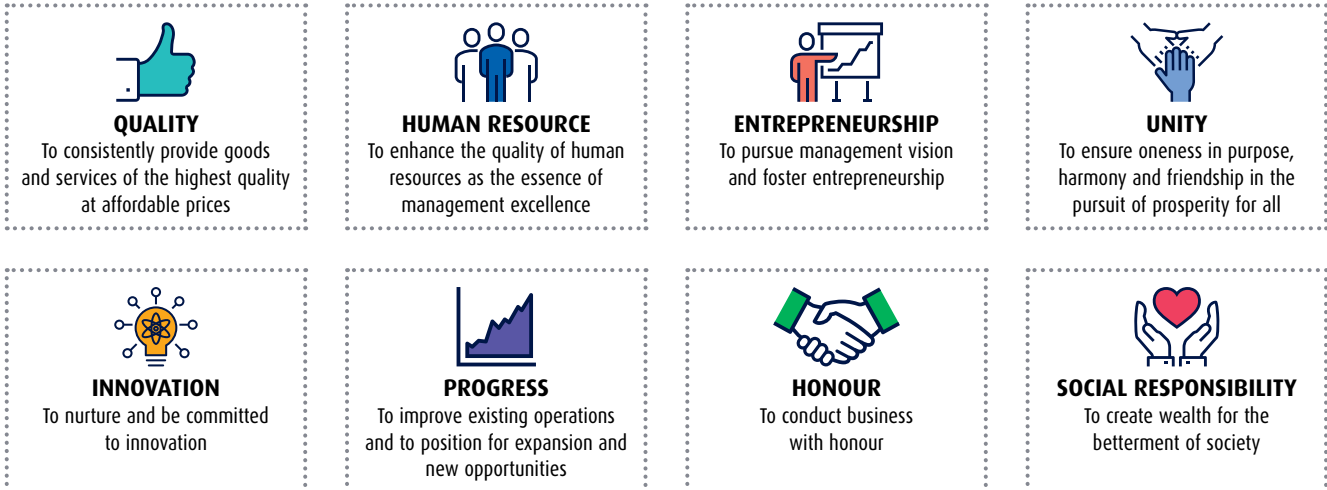 QUALITY
To consistently provide goods
and services of the highest quality
at affordable prices
HUMAN RESOURCE
To enhance the quality of human
resources as the essence of
management excellence
ENTREPRENEURSHIP
To pursue management vision
and foster entrepreneurship
UNITY
To ensure oneness in purpose,
harmony and friendship in the
pursuit of prosperity for all
INNOVATION
To nurture and be committed
to innovation
PROGRESS
To improve existing operations
and to position for expansion and
new opportunities
HONOUR
To conduct business
with honour
SOCIAL RESPONSIBILITY
To create wealth for the
betterment of society